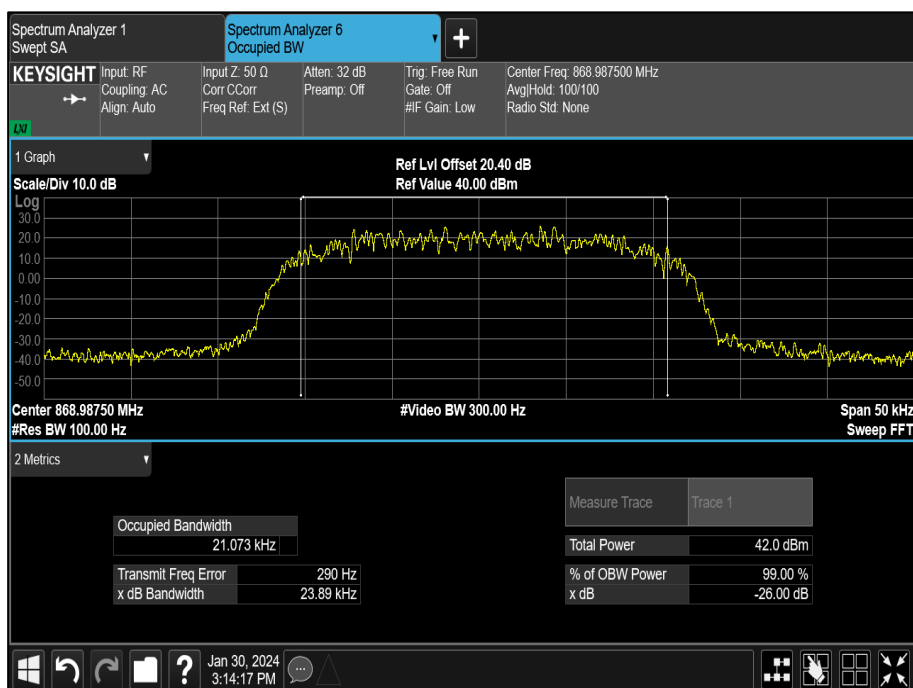 Spectrum Analyzer 1
Swept SA
Spectrum Analyzer 6
Occupied BW
+
KEYSIGHT
Input: RF
Coupling: AC
Align: Auto
Input Z: 50 Ω
Corr CCorr
Freq Ref: Ext (S)
Atten: 32 dB
Preamp: Off
Trig: Free Run
Gate: Off
#IF Gain: Low
Center Freq: 868.987500 MHz
Avg|Hold: 100/100
Radio Std: None
LXI
1 Graph
Scale/Div 10.0 dB
Ref Lvl Offset 20.40 dB
Ref Value 40.00 dBm
Log
30.0
20.0
10.0
0.00
-10.0
-20.0
-30.0
-40.0
-50.0
Center 868.98750 MHz
#Video BW 300.00 Hz
Span 50 kHz
#Res BW 100.00 Hz
Sweep FFT
2 Metrics
Measure Trace Trace 1
Occupied Bandwidth
21.073 kHz
Total Power 42.0 dBm
Transmit Freq Error 290 Hz
% of OBW Power 99.00 %
x dB Bandwidth 23.89 kHz
x dB -26.00 dB
?
Jan 30, 2024
3:14:17 PM